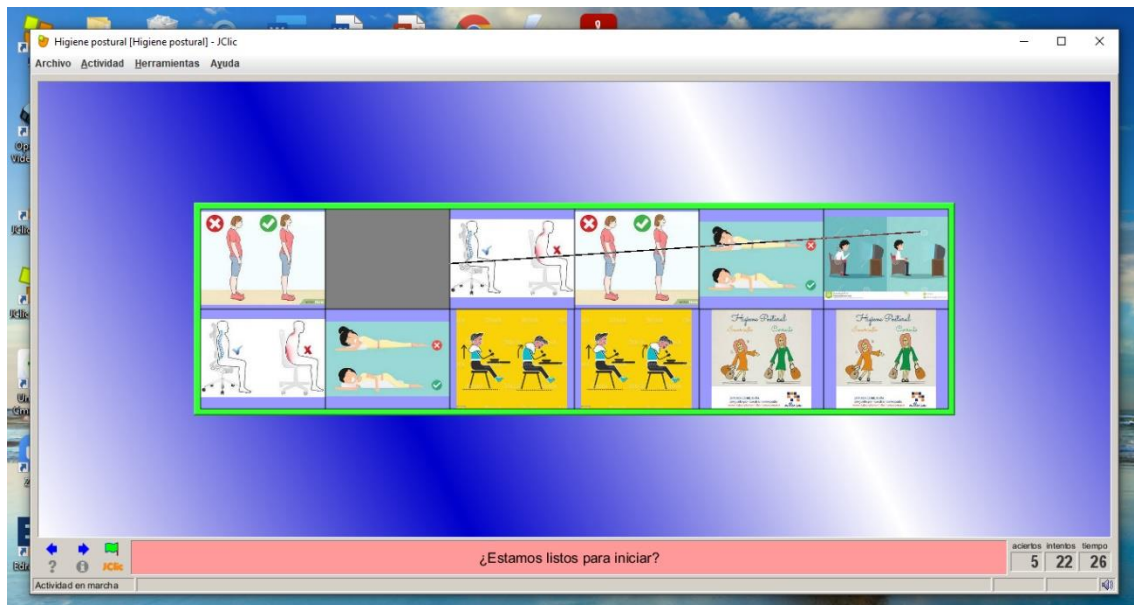 Higiene postural [Higiene postural] - JClic
Archivo Actividad Herramientas Ayuda
Higiene Postural
Incorrecto Correcto
Higiene Postural
Incorrecto Correcto
¿Estamos listos para iniciar?
aciertos intentos tiempo
5 22 26
JClic
Actividad en marcha